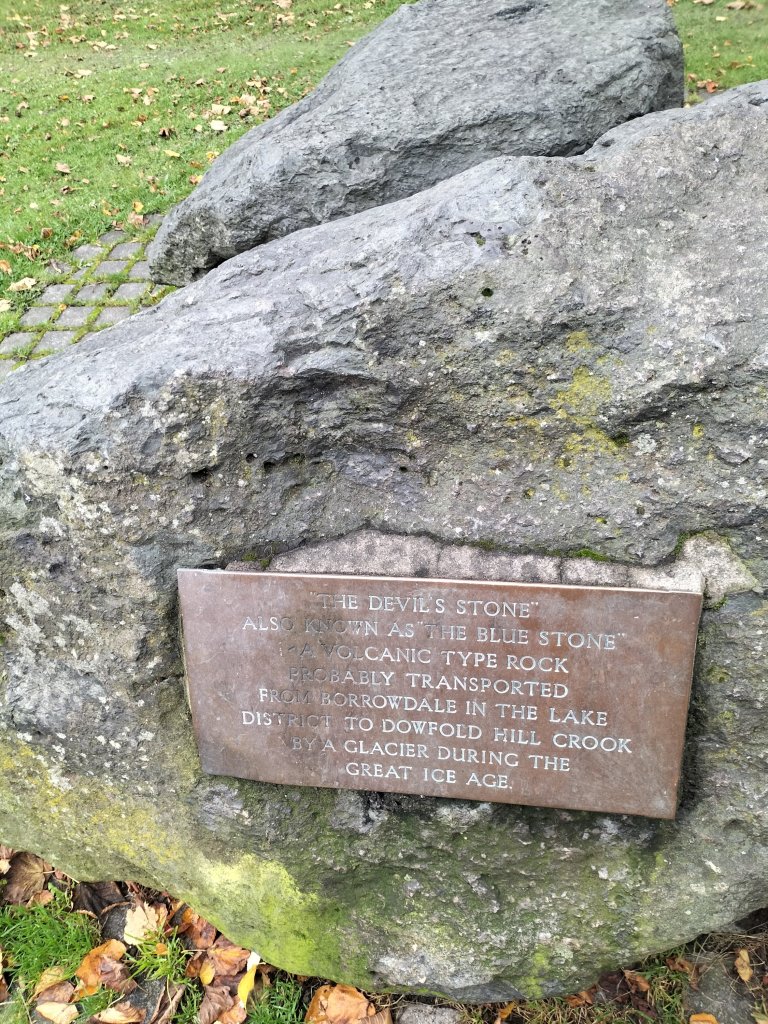 "THE DEVIL'S STONE"
ALSO KNOWN AS "THE BLUE STONE"
A VOLCANIC TYPE ROCK
PROBABLY TRANSPORTED
FROM BORROWDALE IN THE LAKE
DISTRICT TO DOWFOLD HILL CROOK
BY A GLACIER DURING THE
GREAT ICE AGE.